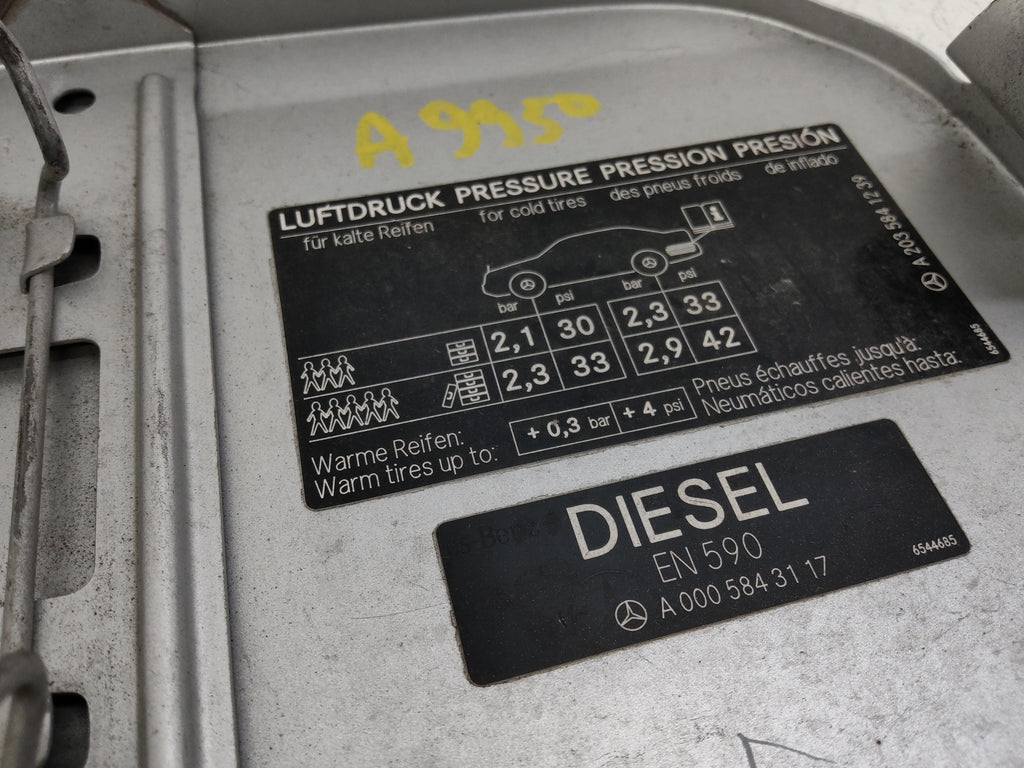 A 9950
LUFTDRUCK PRESSURE PRESSION PRESIÓN
für kalte Reifen for cold tires des pneus froids de inflado
i
bar psi bar psi
2,1 30 2,3 33
2,3 33 2,9 42
Warme Reifen:
Warm tires up to:
+ 0,3 bar + 4 psi
Pneus échauffes jusqu'à:
Neumáticos calientes hasta:
A 203 584 12 39
6544685
DIESEL
EN 590
A 000 584 31 17
6544685